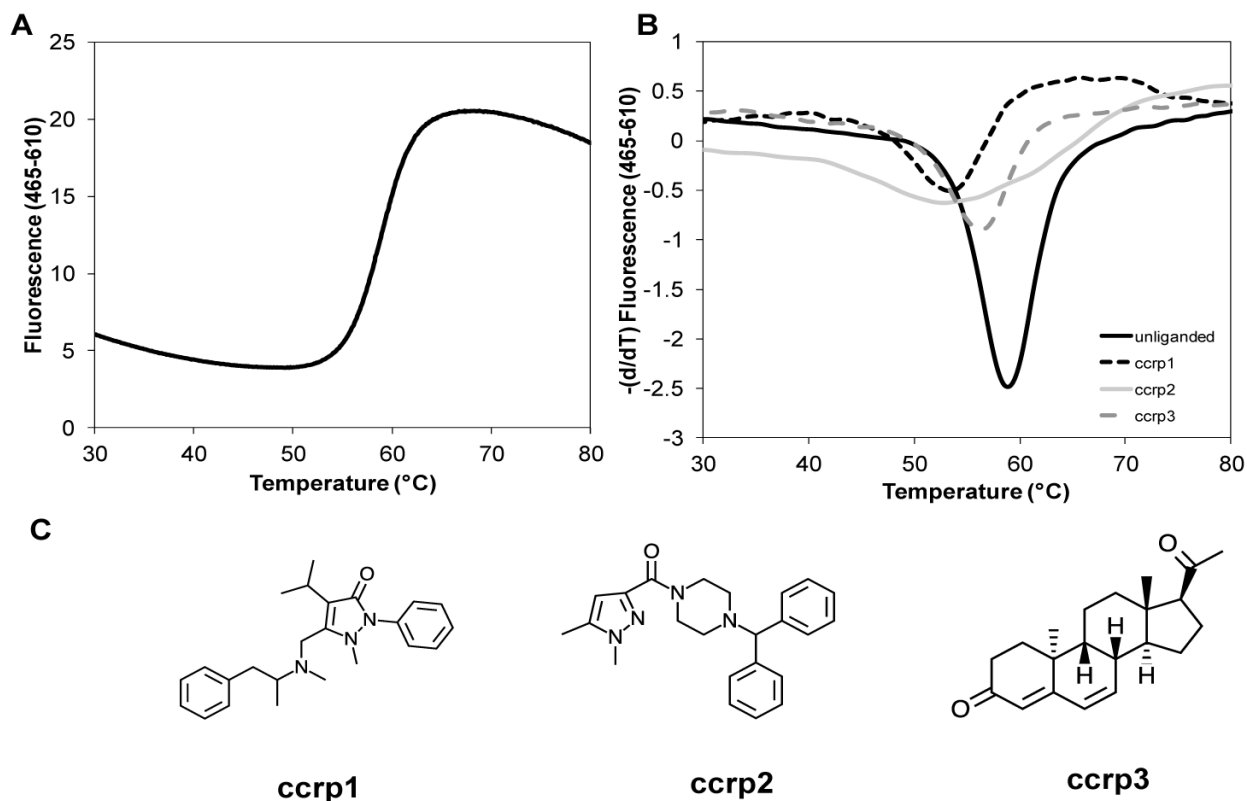 A
Fluorescence (465-610)
25
20
15
10
5
0
30 40 50 60 70 80
Temperature (°C)
B
-(d/dT) Fluorescence (465-610)
1
0.5
0
-0.5
-1
-1.5
-2
-2.5
-3
unliganded
ccrp1
ccrp2
ccrp3
30 40 50 60 70 80
Temperature (°C)
C
O
N
N
N
O
N
N
N
N
O
H
H
H
O
ccrp1
ccrp2
ccrp3